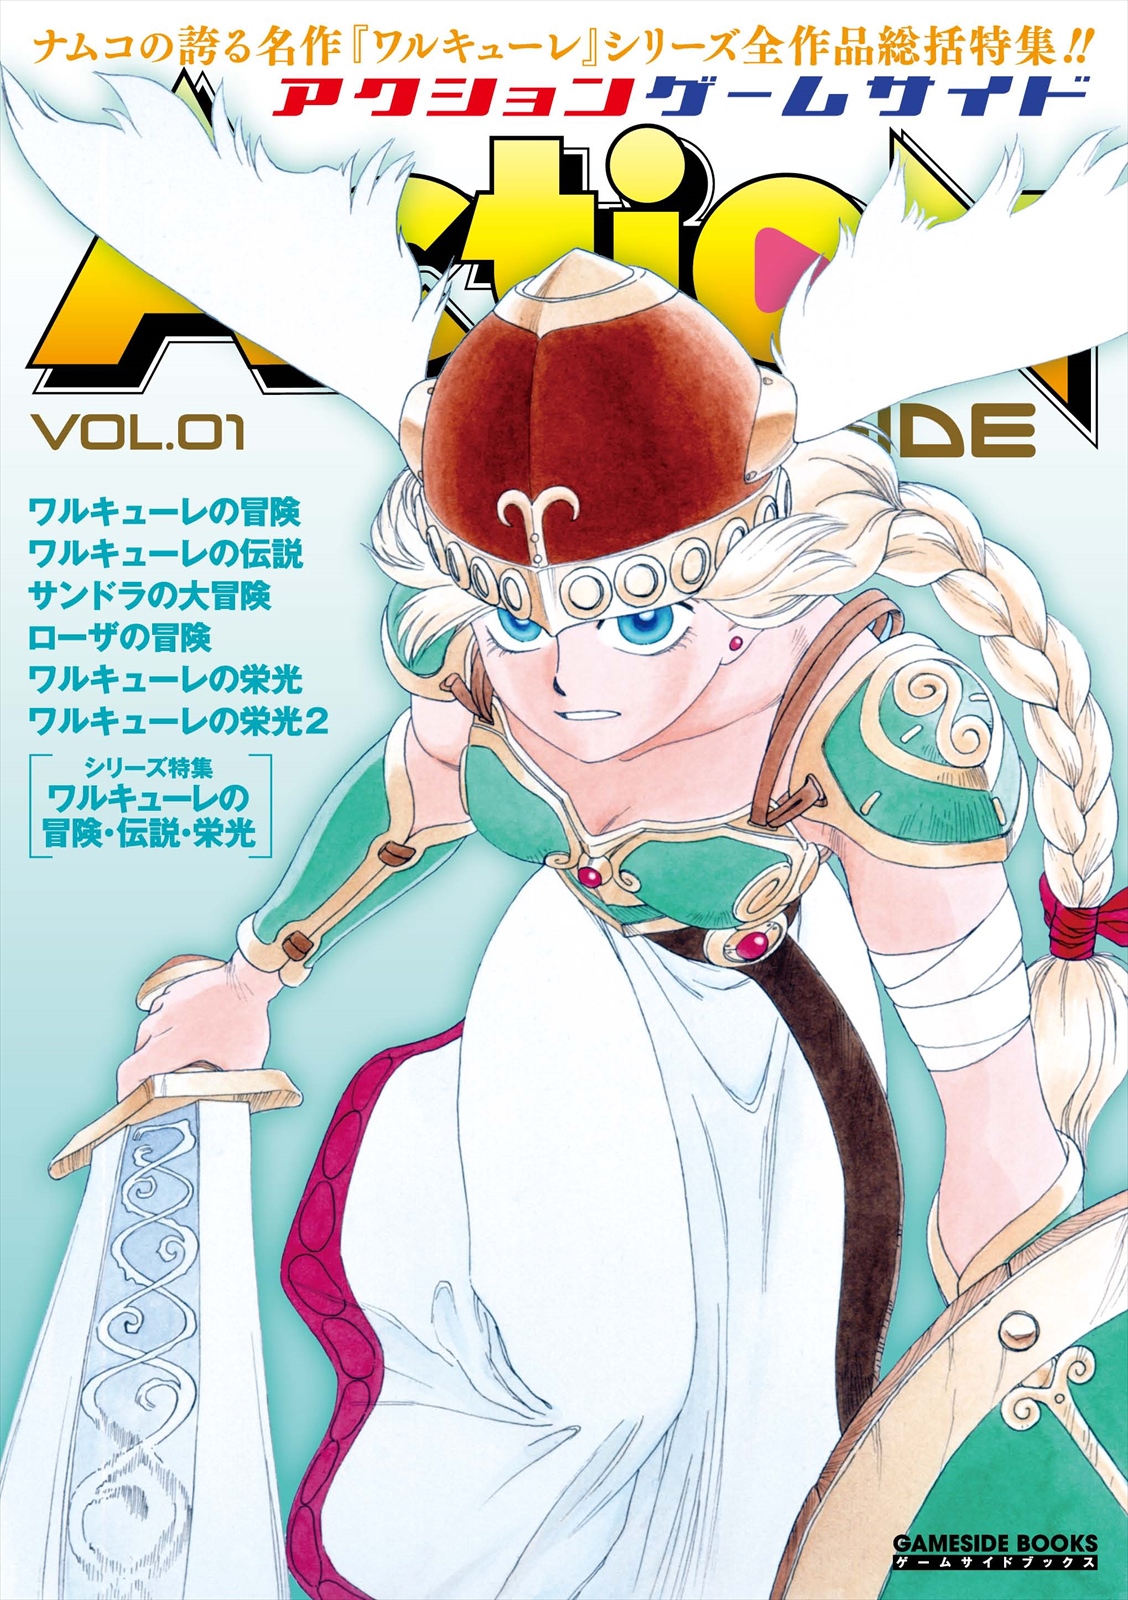 ナムコの誇る名作『ワルキューレ』シリーズ全作品総括特集!!
アクションゲームサイド
Action
VOL.01
IDE
ワルキューレの冒険
ワルキューレの伝説
サンドラの大冒険
ローザの冒険
ワルキューレの栄光
ワルキューレの栄光2
シリーズ特集
ワルキューレの
冒険・伝説・栄光
GAMESIDE BOOKS
ゲームサイドブックス